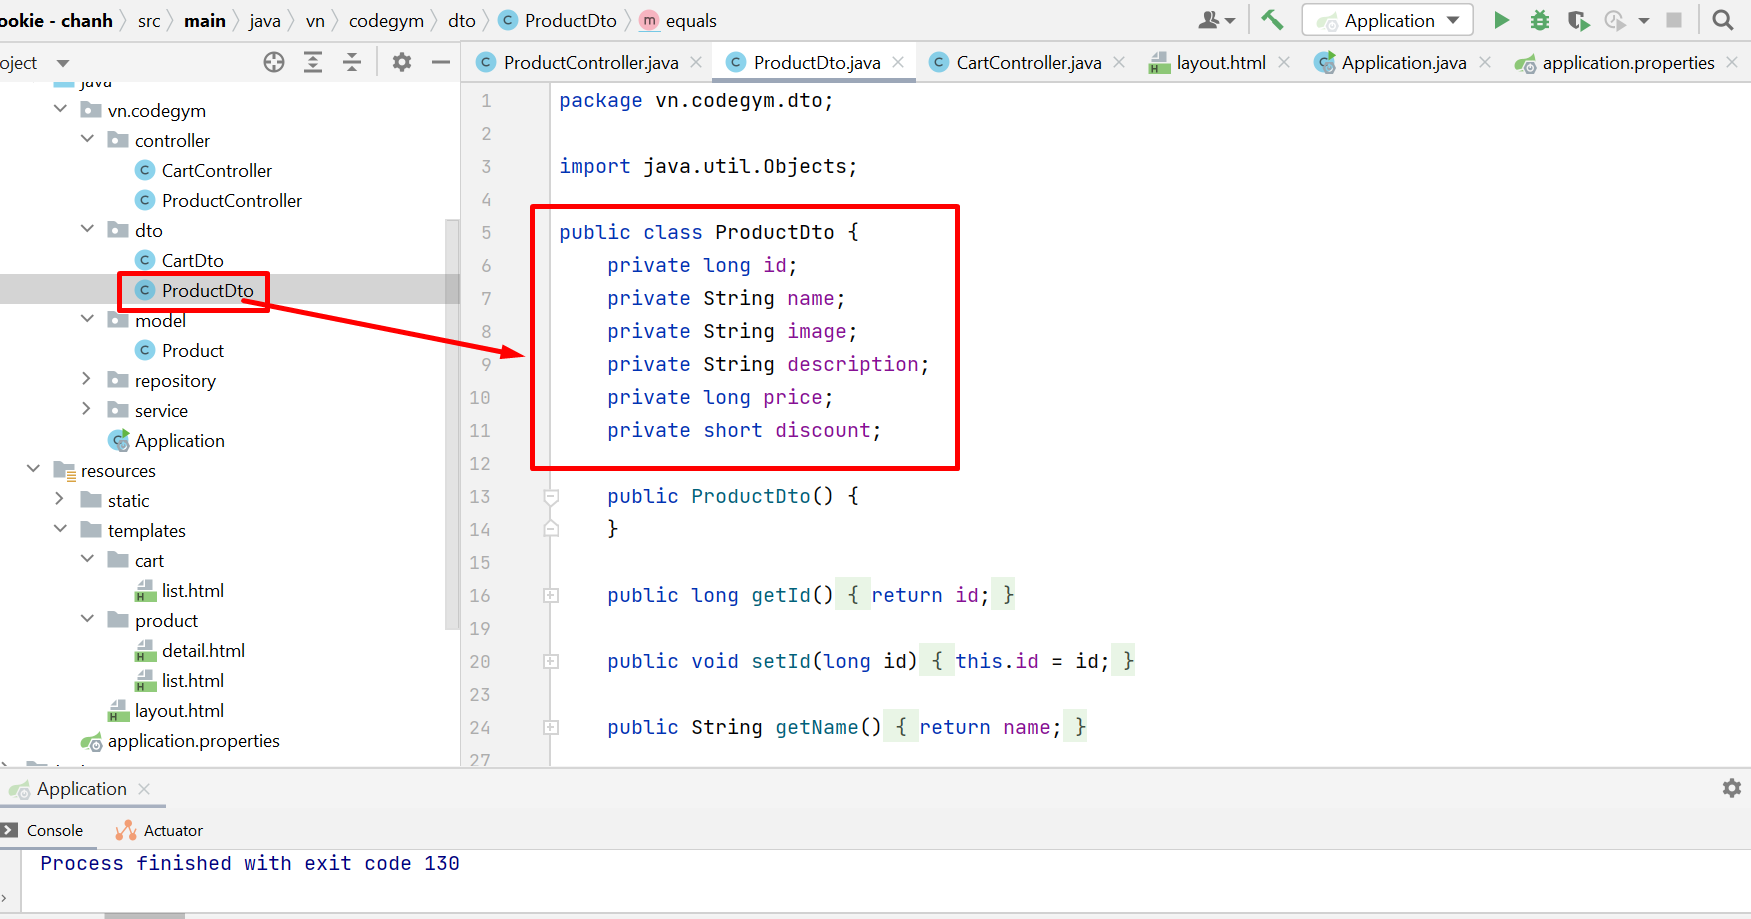 ookie - chanh src main java vn codegym dto ProductDto equals Application
oject
ProductController.java ProductDto.java CartController.java layout.html Application.java application.properties
java
vn.codegym
controller
CartController
ProductController
dto
CartDto
ProductDto
model
Product
repository
service
Application
resources
static
templates
cart
list.html
product
detail.html
list.html
layout.html
application.properties
1 package vn.codegym.dto;
2
3 import java.util.Objects;
4
5 public class ProductDto {
6 private long id;
7 private String name;
8 private String image;
9 private String description;
10 private long price;
11 private short discount;
12
13 public ProductDto() {
14 }
15
16 public long getId() { return id; }
19
20 public void setId(long id) { this.id = id; }
23
24 public String getName() { return name; }
27
Application
Console Actuator
Process finished with exit code 130